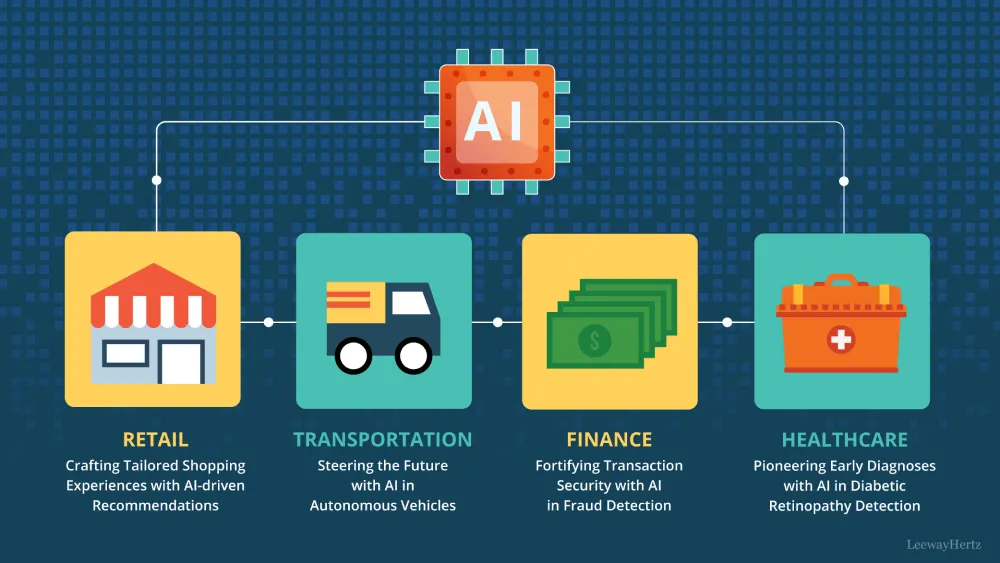 AI
RETAIL
Crafting Tailored Shopping
Experiences with AI-driven
Recommendations
TRANSPORTATION
Steering the Future
with AI in
Autonomous Vehicles
$
FINANCE
Fortifying Transaction
Security with AI
in Fraud Detection
HEALTHCARE
Pioneering Early Diagnoses
with AI in Diabetic
Retinopathy Detection
LeewayHertz